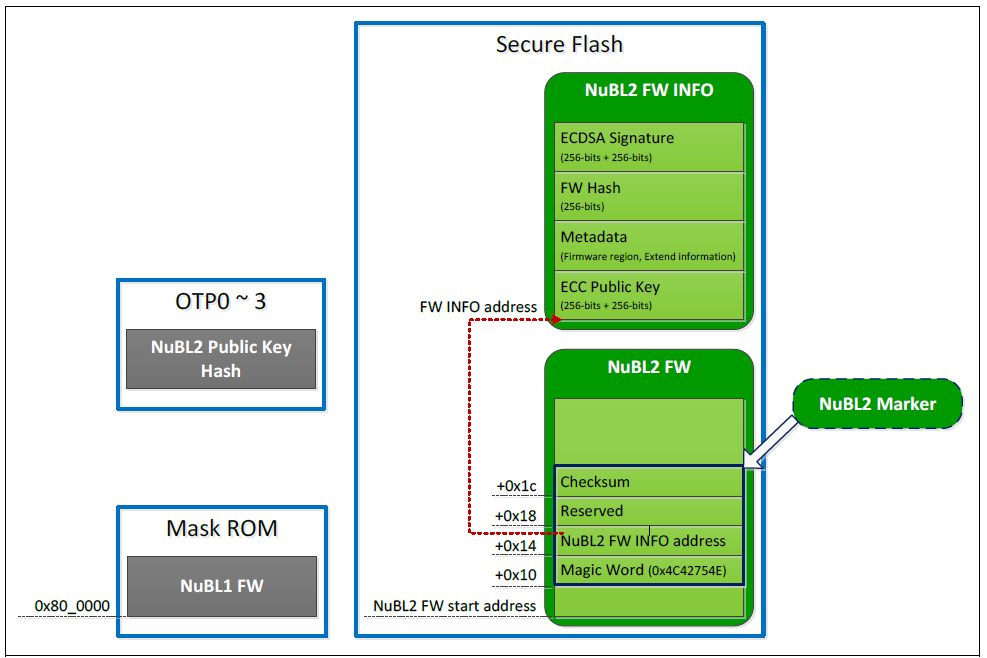 Secure Flash
NuBL2 FW INFO
ECDSA Signature
(256-bits + 256-bits)
FW Hash
(256-bits)
Metadata
(Firmware region, Extend information)
ECC Public Key
(256-bits + 256-bits)
FW INFO address
OTP0 ~ 3
NuBL2 Public Key
Hash
NuBL2 FW
NuBL2 Marker
Checksum
+0x1c
Reserved
+0x18
NuBL2 FW INFO address
+0x14
Magic Word (0x4C42754E)
+0x10
NuBL2 FW start address
Mask ROM
NuBL1 FW
0x80_0000